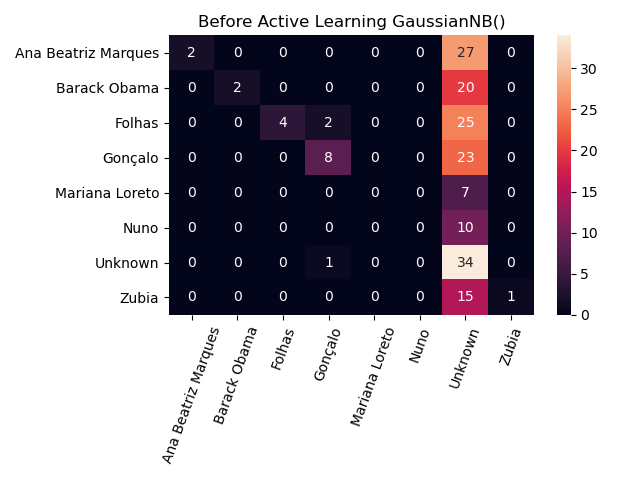 Before Active Learning GaussianNB()
Ana Beatriz Marques 2 0 0 0 0 0 27 0
Barack Obama 0 2 0 0 0 0 20 0
Folhas 0 0 4 2 0 0 25 0
Gonçalo 0 0 0 8 0 0 23 0
Mariana Loreto 0 0 0 0 0 0 7 0
Nuno 0 0 0 0 0 0 10 0
Unknown 0 0 0 1 0 0 34 0
Zubia 0 0 0 0 0 0 15 1
Ana Beatriz Marques
Barack Obama
Folhas
Gonçalo
Mariana Loreto
Nuno
Unknown
Zubia
30
25
20
15
10
5
0